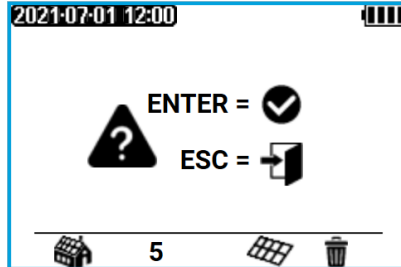 2021·07·01 12:00
ENTER =
?
ESC =
5